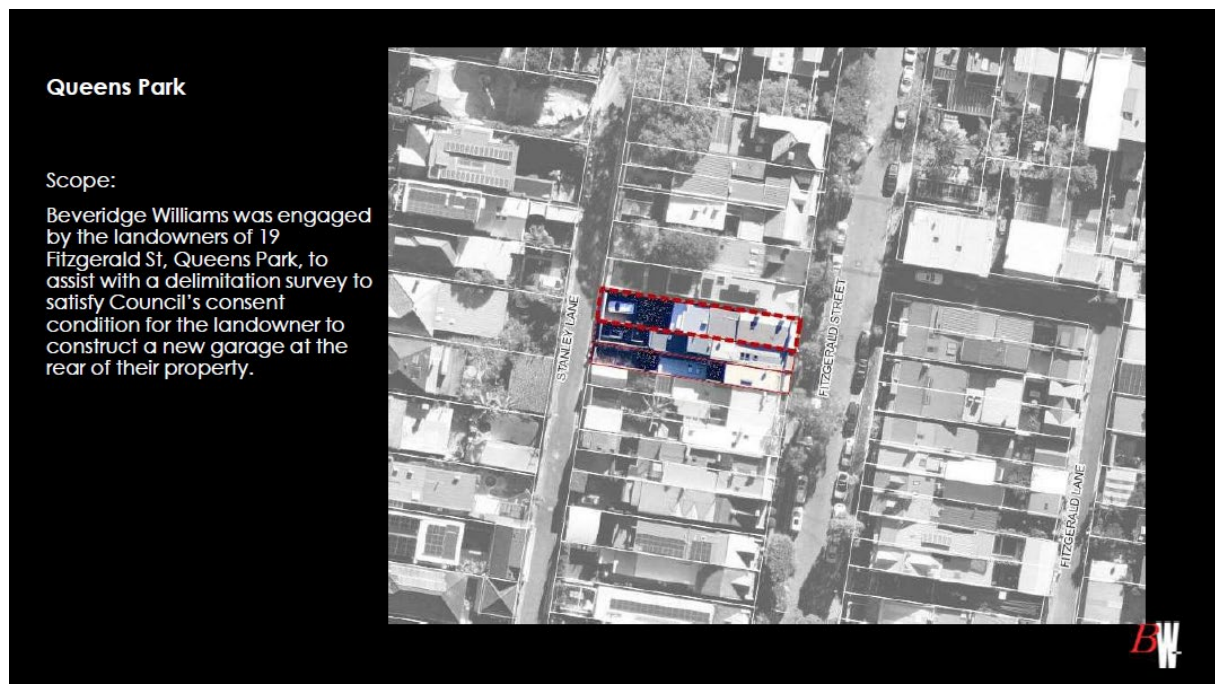 Queens Park
Scope:
Beveridge Williams was engaged
by the landowners of 19
Fitzgerald St, Queens Park, to
assist with a delimitation survey to
satisfy Council's consent
condition for the landowner to
construct a new garage at the
rear of their property.
STANLEY LANE
FITZGERALD STREET
FITZGERALD LANE
BW